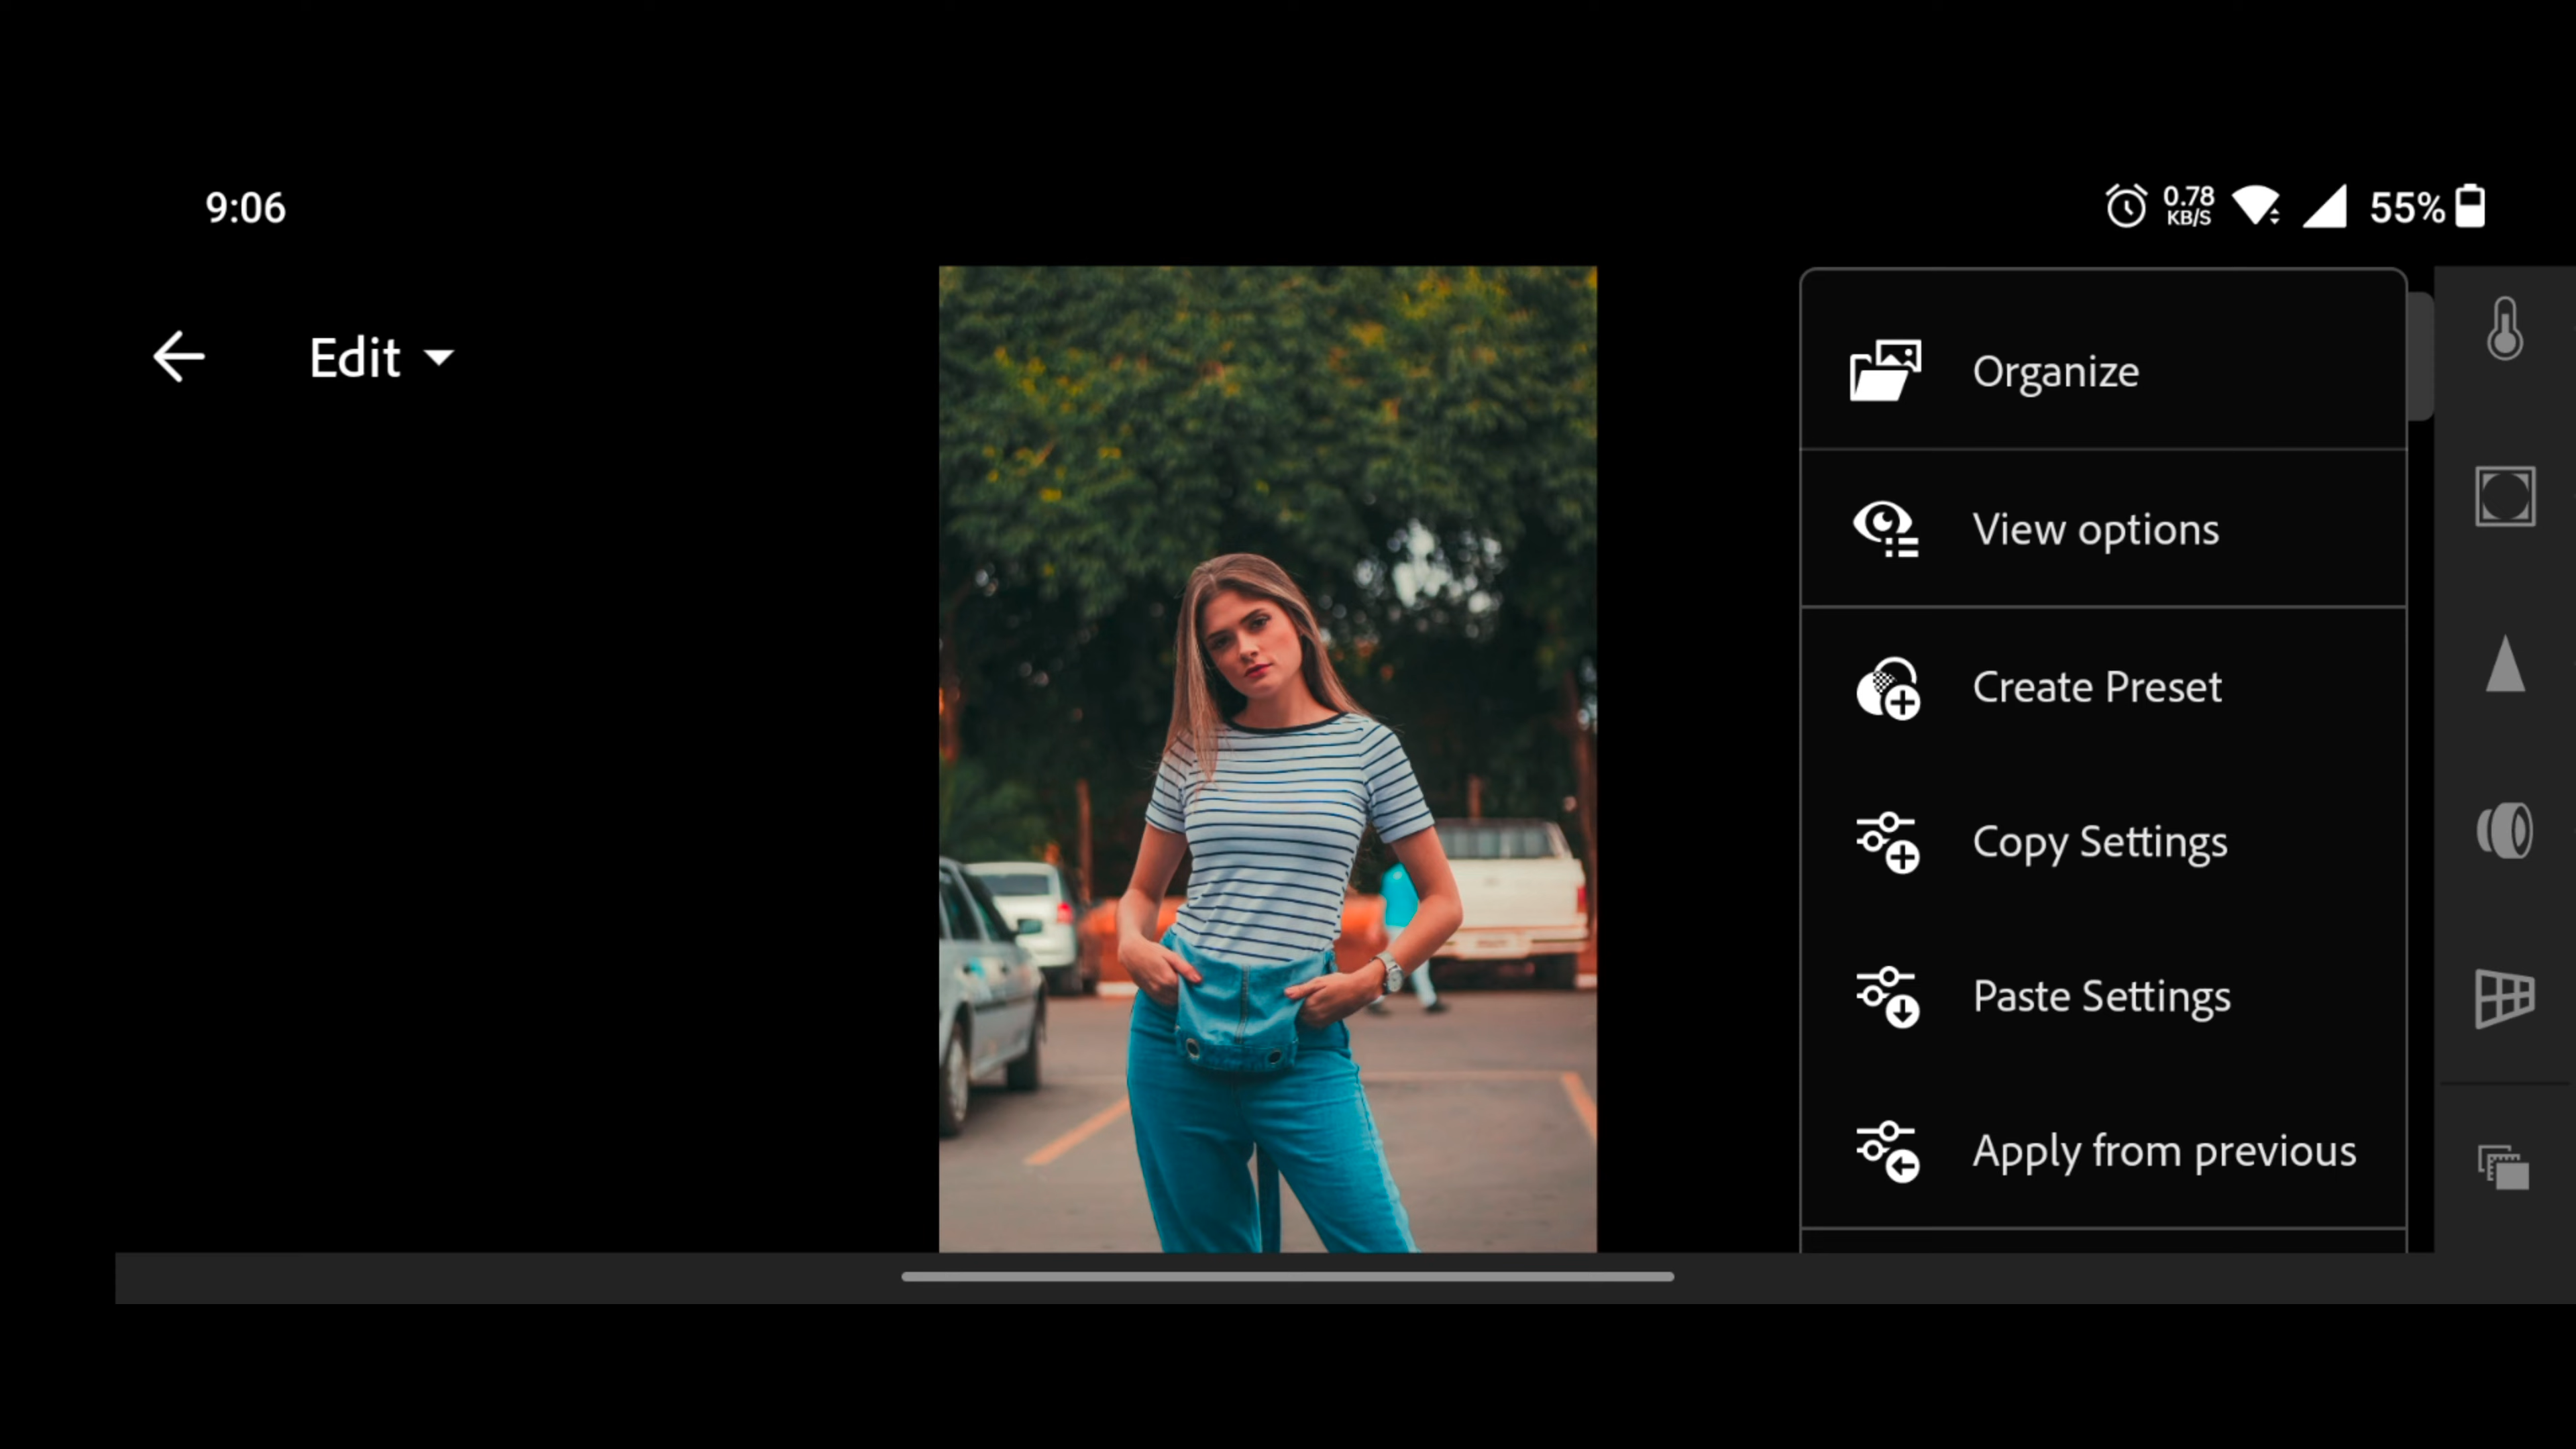 9:06
0.78
KB/S
55%
Edit
Organize
View options
Create Preset
Copy Settings
Paste Settings
Apply from previous